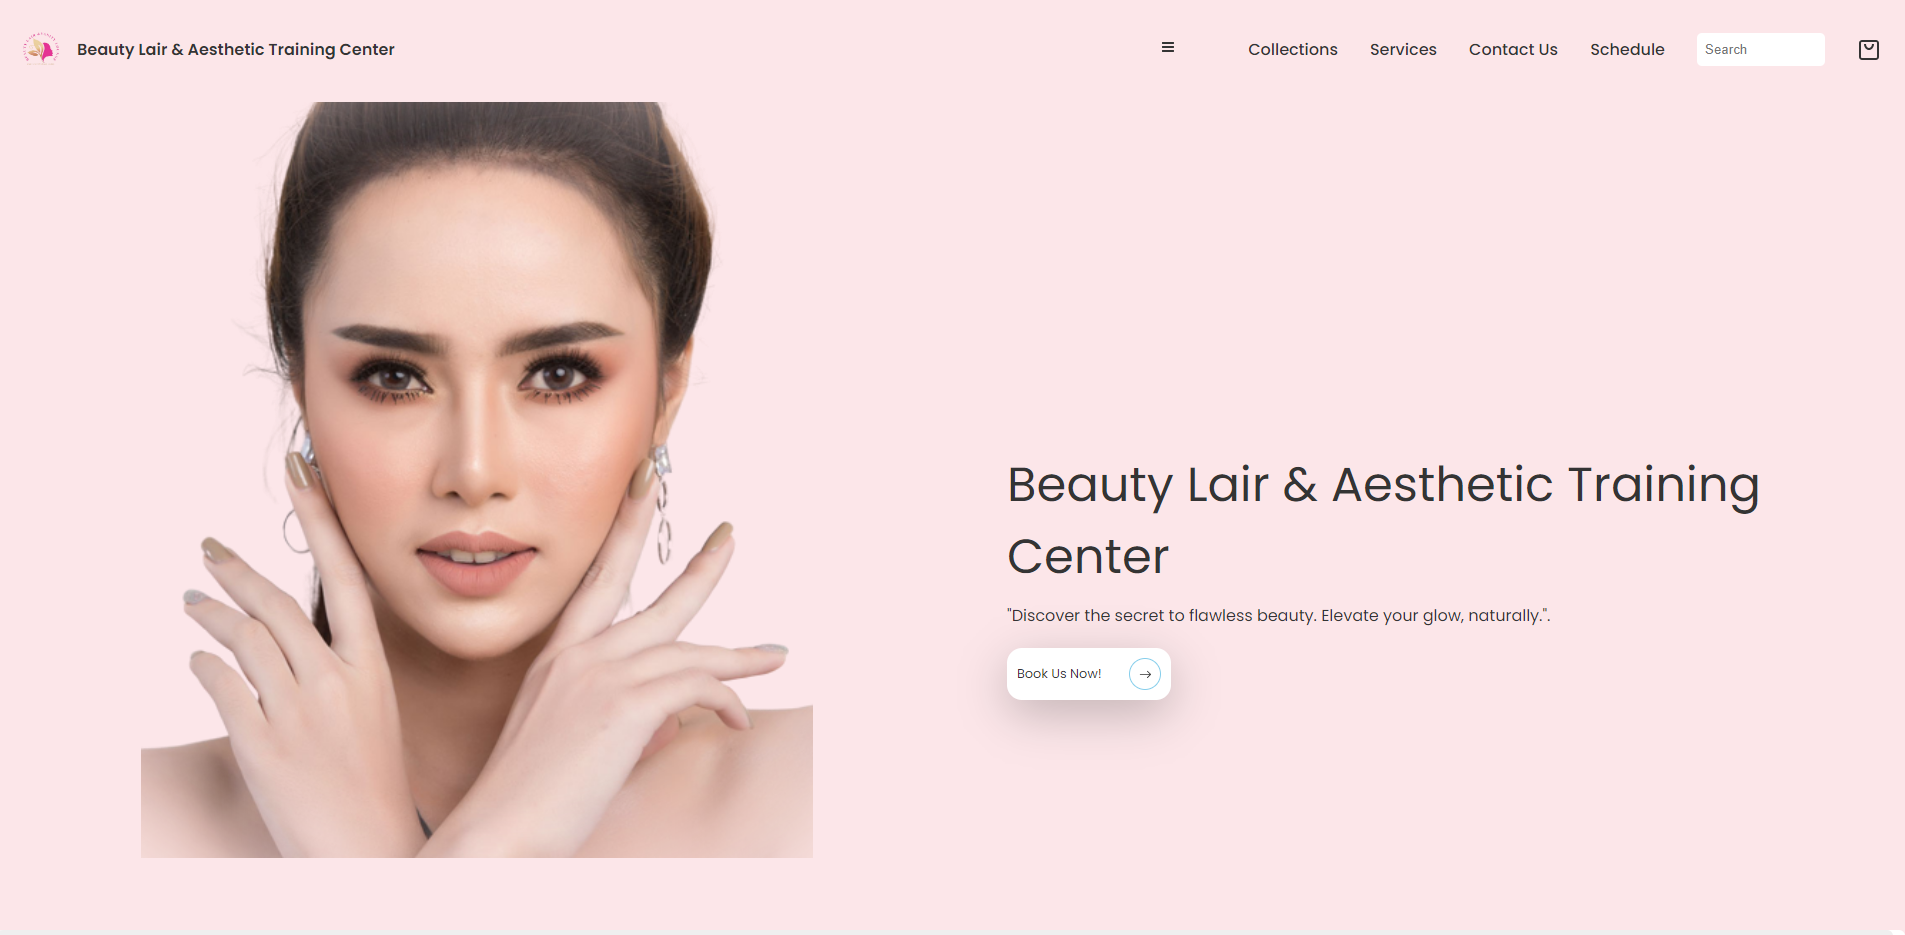 Beauty Lair & Aesthetic Training Center
Collections
Services
Contact Us
Schedule
Search
Beauty Lair & Aesthetic Training
Center
"Discover the secret to flawless beauty. Elevate your glow, naturally.".
Book Us Now!